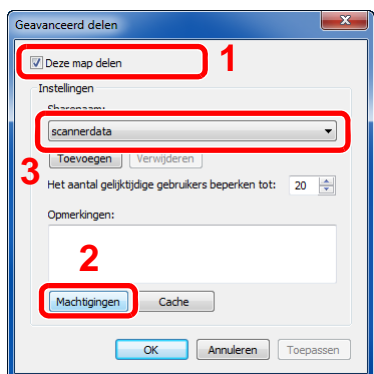 Geavanceerd delen
Deze map delen
1
Instellingen
Sharenaam:
scannerdata
Toevoegen Verwijderen
3
Het aantal gelijktijdige gebruikers beperken tot: 20
Opmerkingen:
2
Machtigingen Cache
OK Annuleren Toepassen